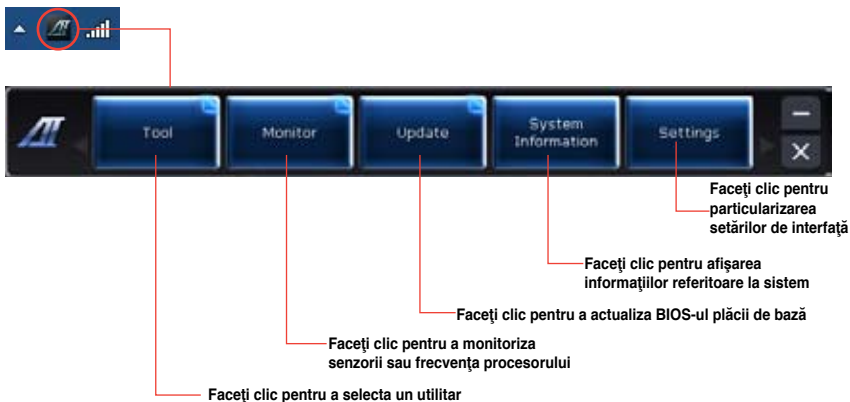 Tool
Monitor
Update
System
Information
Settings
Faceţi clic pentru
particularizarea
setărilor de interfaţă
Faceţi clic pentru afişarea
informaţiilor referitoare la sistem
Faceţi clic pentru a actualiza BIOS-ul plăcii de bază
Faceţi clic pentru a monitoriza
senzorii sau frecvenţa procesorului
Faceţi clic pentru a selecta un utilitar